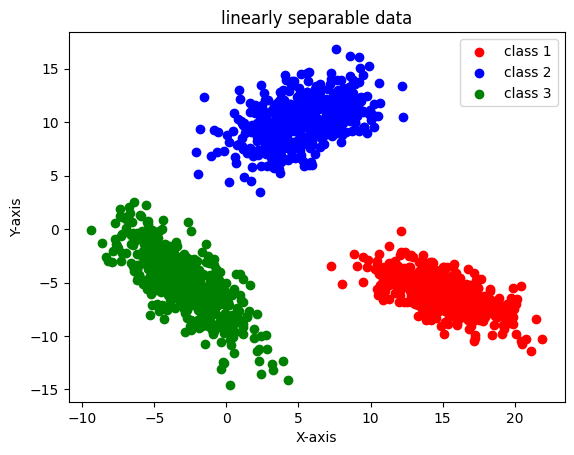 linearly separable data
class 1
class 2
class 3
Y-axis
15
10
5
0
−5
−10
−15
−10
−5
0
5
10
15
20
X-axis